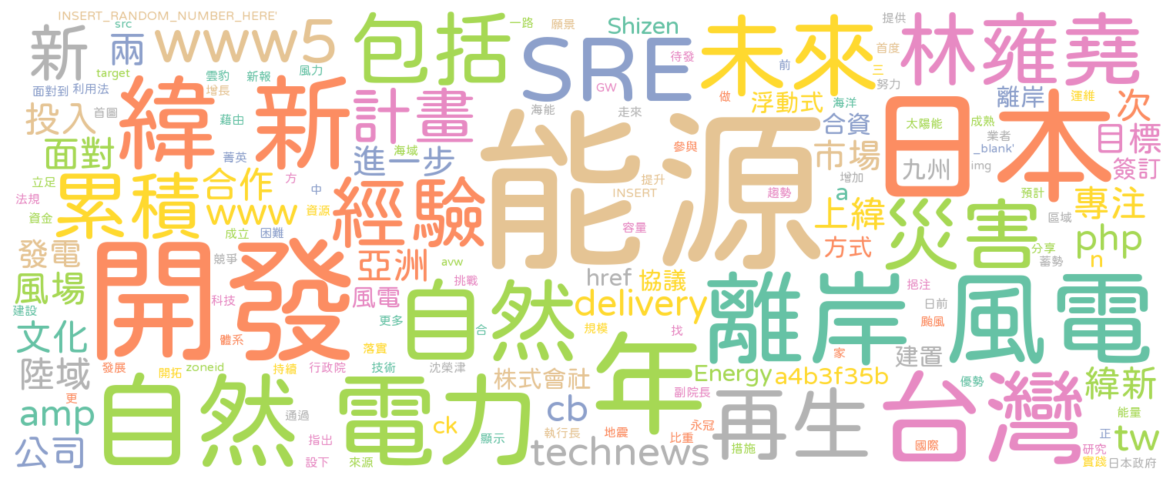 INSERT_RANDOM_NUMBER_HERE'
src
新
兩
www5
包括
一路
願景
Shizen
SRE
待發
GW
未來
提供
首度
三
努力
林雍堯
target
面對到
利用法
雲豹
新報
風力
增長
藉由
首圖
投入
緯 新
計畫
能源
海能
走來
參與
做
前
浮動式
海洋
合資
離岸
運維
次
太陽能
成熟
業者
_blank'
目標
日本
九州
img
簽訂
面對
菁英
海域
進一步
提升
INSERT
趨勢
市場
增加
a
立足
法規
資金
累積
合作
www
方
中
資源
成立
困難
經驗
容量
上緯
方式
災害
預計
區域
專注
php
n
分享
蓄勢
發電
風場
建設
開發
競爭
科技
體系
亞洲
風電
avw
挑戰
更多
自然
合
href
協議
delivery
規模
找
離岸
挹注
日前
颱風
風電
文化
陸域
發展
更
開拓
zoneid
落實
持續
行政院
技術
沈榮津
株式會社
年
副院長
Energy
a4b3f35b
家
建置
優勢
緯新
能量
amp
公司
自然
通過
指出
設下
電力
來源
顯示
ck
執行長
cb
technews
地震
比重
永冠
再生
措施
台灣
國際
正
研究
實踐
tw
日本政府